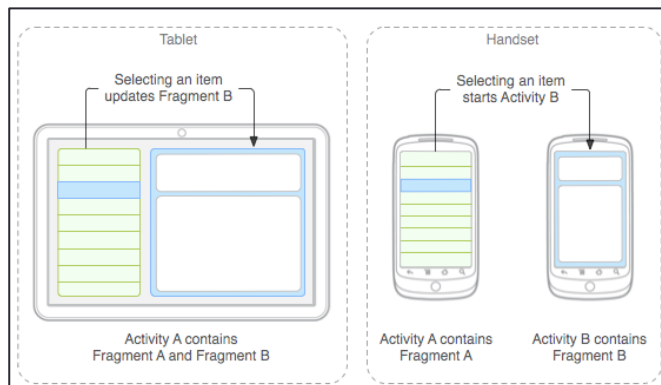 Tablet
Selecting an item
updates Fragment B
Activity A contains
Fragment A and Fragment B
Handset
Selecting an item
starts Activity B
Activity A contains
Fragment A
Activity B contains
Fragment B